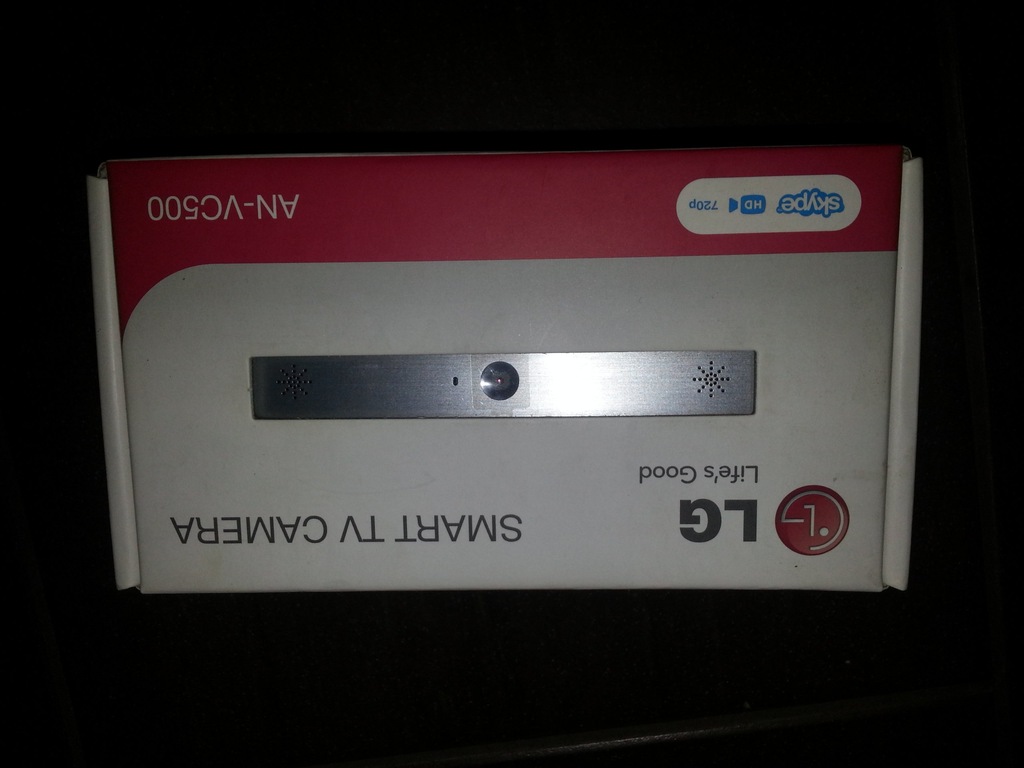 LG
Life's Good
SMART TV CAMERA
skype HD 720p
AN-VC500